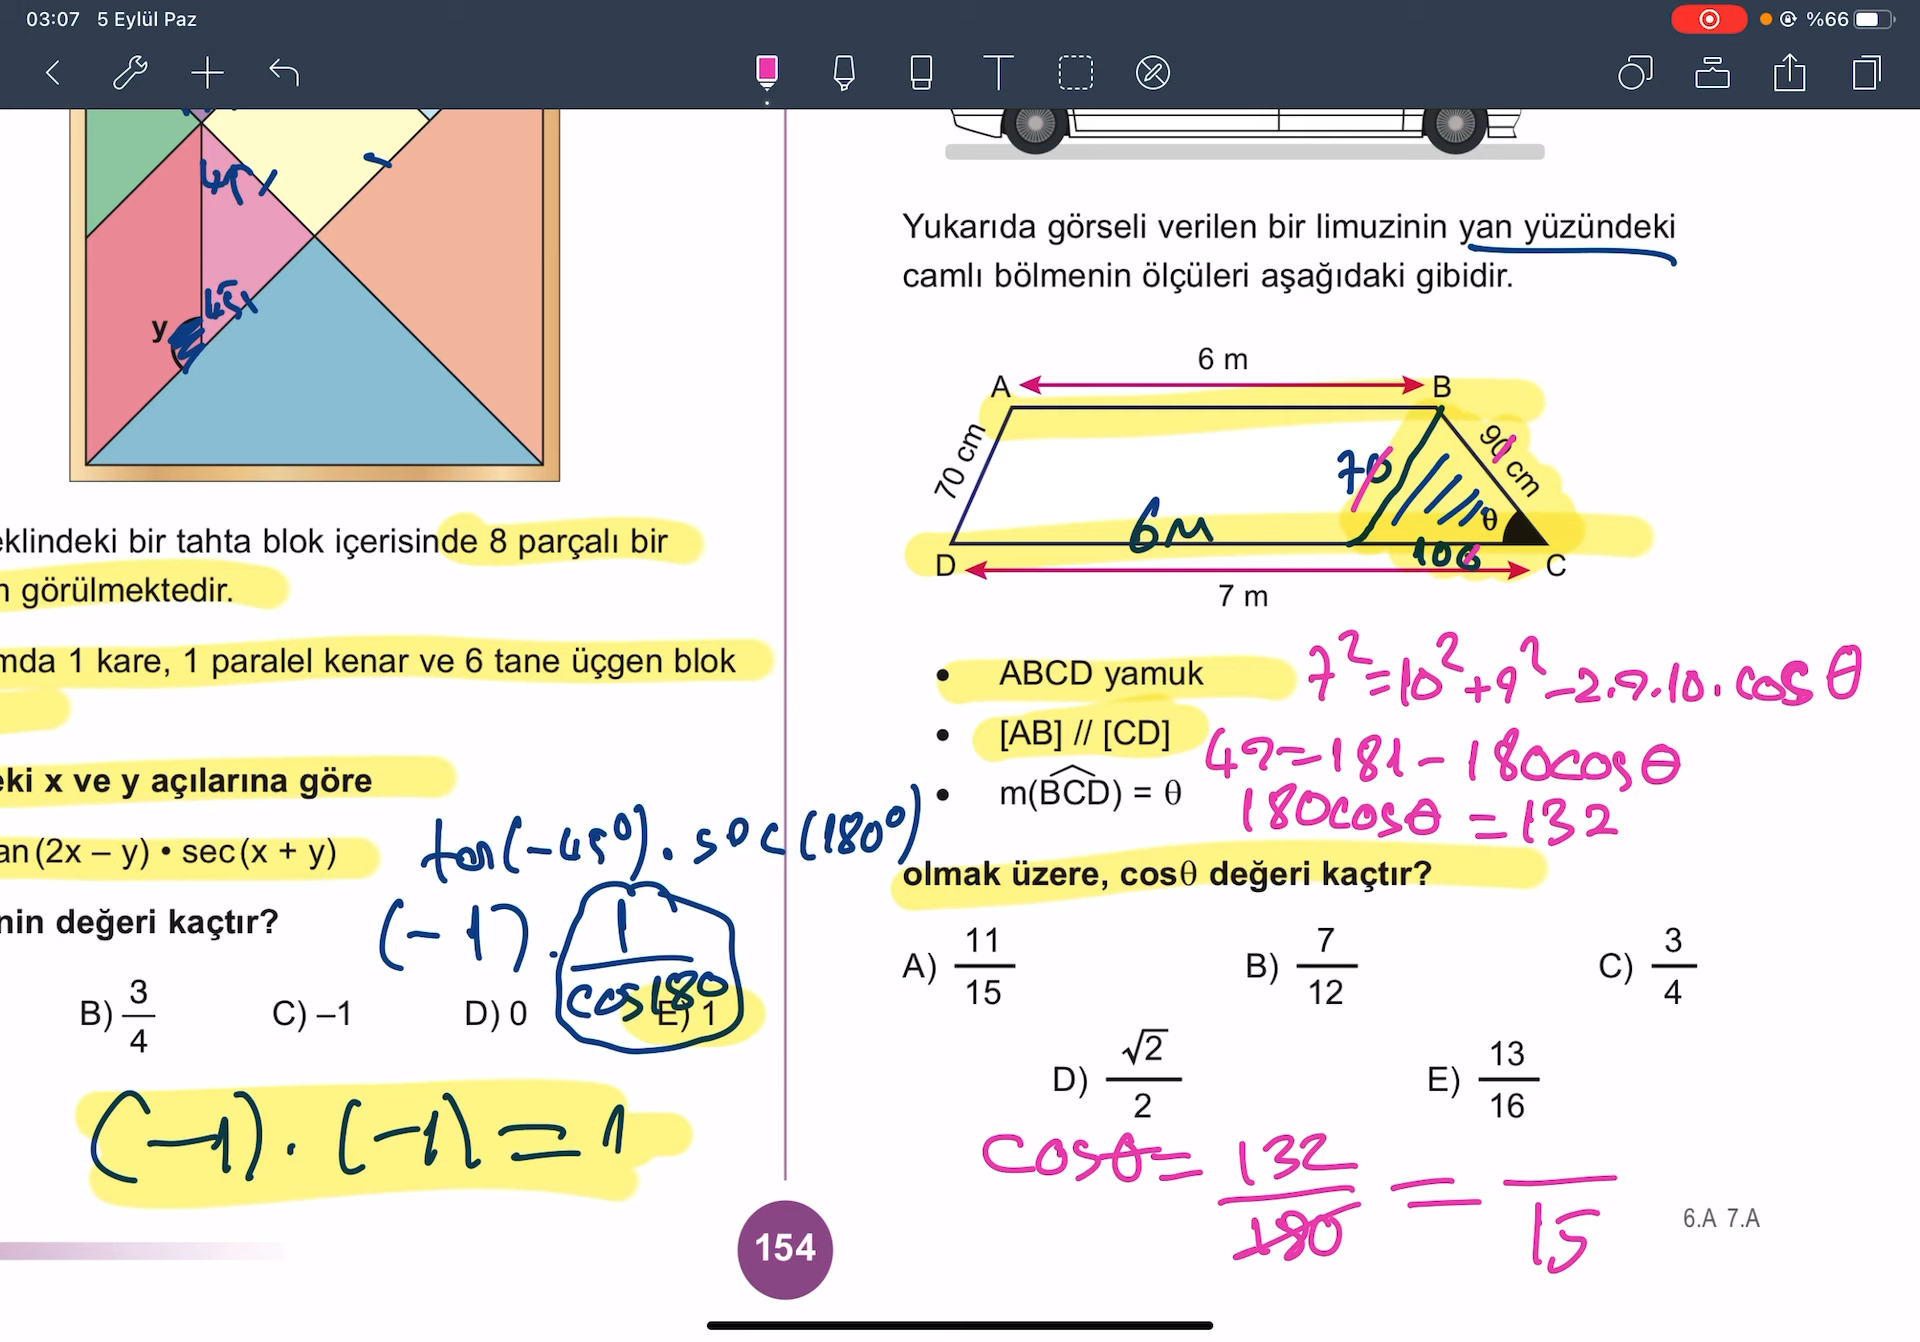 03:07 5 Eylül Paz
%66
T
45
1
45
x
y
eklindeki bir tahta blok içerisinde 8 parçalı bir
n görülmektedir.
mda 1 kare, 1 paralel kenar ve 6 tane üçgen blok
eki x ve y açılarına göre
an (2x – y) • sec (x + y)
tan(-45°).sec(180°)
nin değeri kaçtır?
(-1).
1
cos180
B) 3/4 C) –1 D) 0 E) 1
(-1).(-1)=1
Yukarıda görseli verilen bir limuzinin yan yüzündeki
camlı bölmenin ölçüleri aşağıdaki gibidir.
6 m
A B
70 cm
70
90 cm
6m
θ
100
D C
7 m
• ABCD yamuk
7²=10²+9²-2.9.10.cosθ
• [AB] // [CD]
49=181-180cosθ
• m(BCD) = θ
180cosθ=132
olmak üzere, cosθ değeri kaçtır?
A) 11/15 B) 7/12 C) 3/4
D) √2/2 E) 13/16
cosθ= 132/180 = /15
6.A 7.A
154